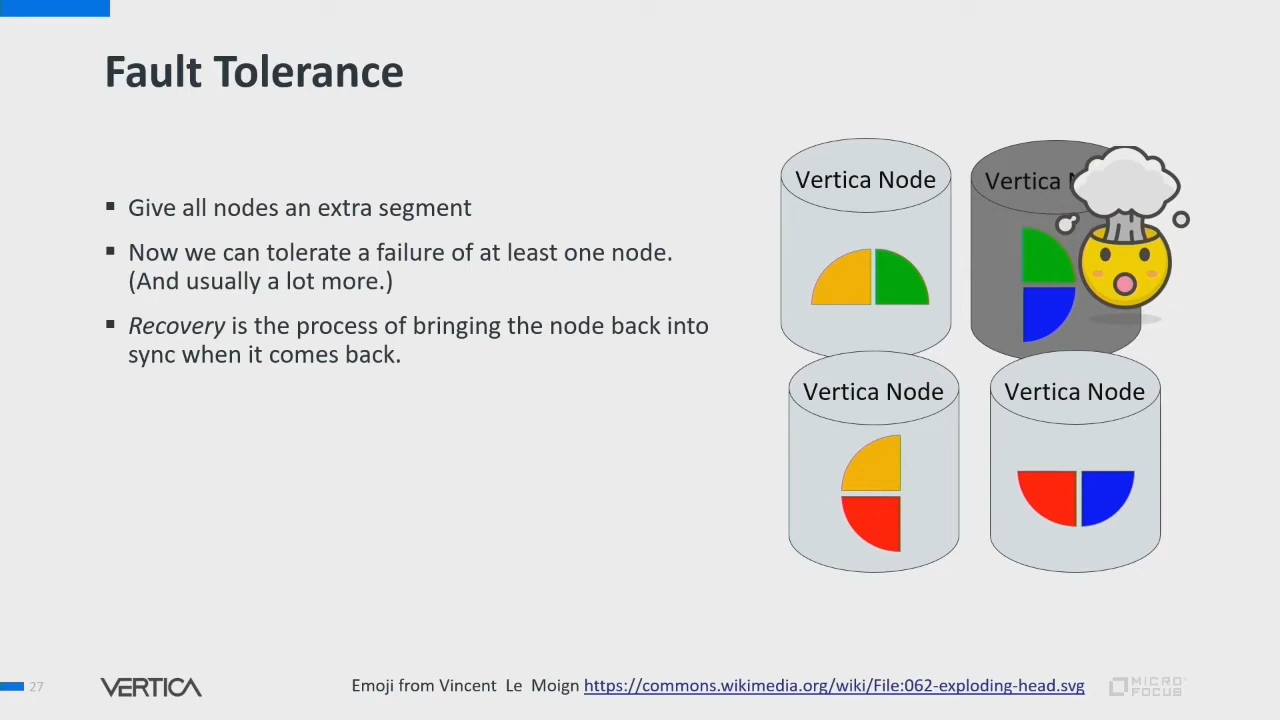 Fault Tolerance
Give all nodes an extra segment
Now we can tolerate a failure of at least one node.
(And usually a lot more.)
Recovery is the process of bringing the node back into
sync when it comes back.
Vertica Node
Vertica
Vertica Node
Vertica Node
27
VERTICA
Emoji from Vincent Le Moign https://commons.wikimedia.org/wiki/File:062-exploding-head.svg
MICRO
FOCUS